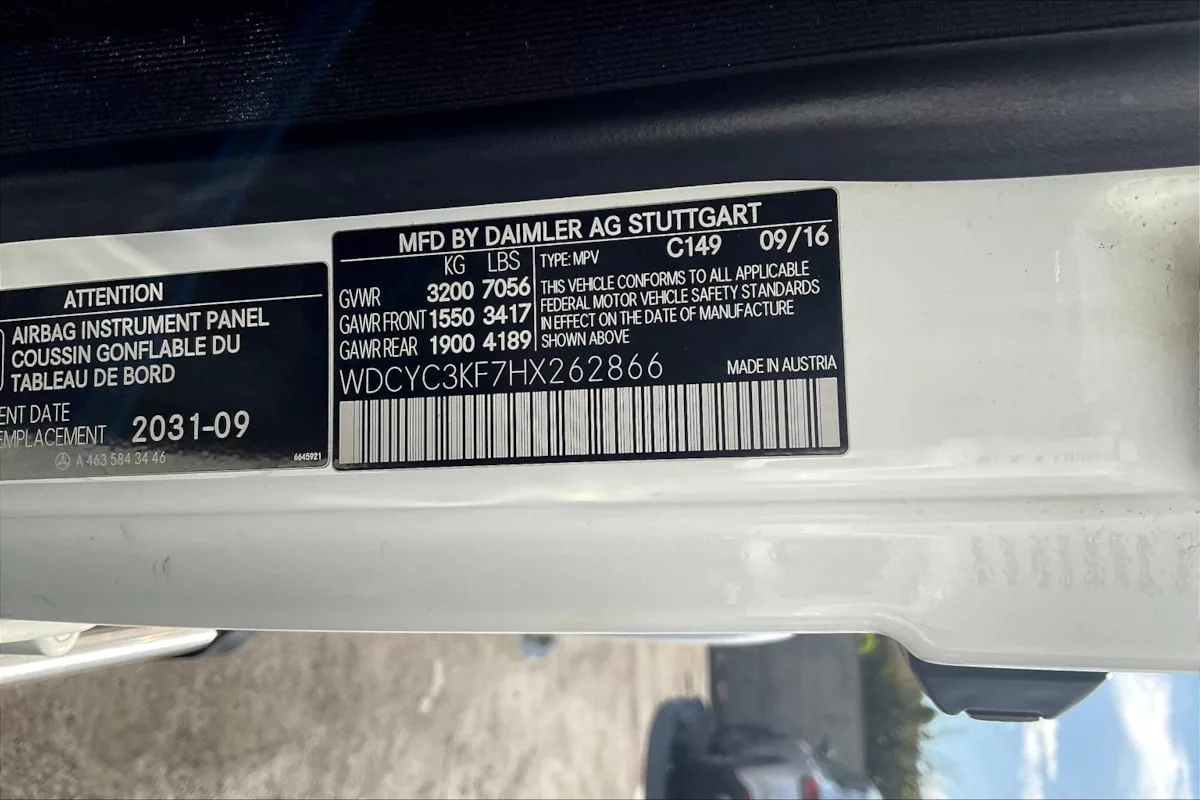 ATTENTION
AIRBAG INSTRUMENT PANEL
COUSSIN GONFLABLE DU
TABLEAU DE BORD
ENT DATE
EMPLACEMENT 2031-09
A 463 584 34 46
6645921
MFD BY DAIMLER AG STUTTGART
KG LBS
GVWR 3200 7056
GAWR FRONT 1550 3417
GAWR REAR 1900 4189
TYPE: MPV C149 09/16
THIS VEHICLE CONFORMS TO ALL APPLICABLE
FEDERAL MOTOR VEHICLE SAFETY STANDARDS
IN EFFECT ON THE DATE OF MANUFACTURE
SHOWN ABOVE
WDCYC3KF7HX262866
MADE IN AUSTRIA